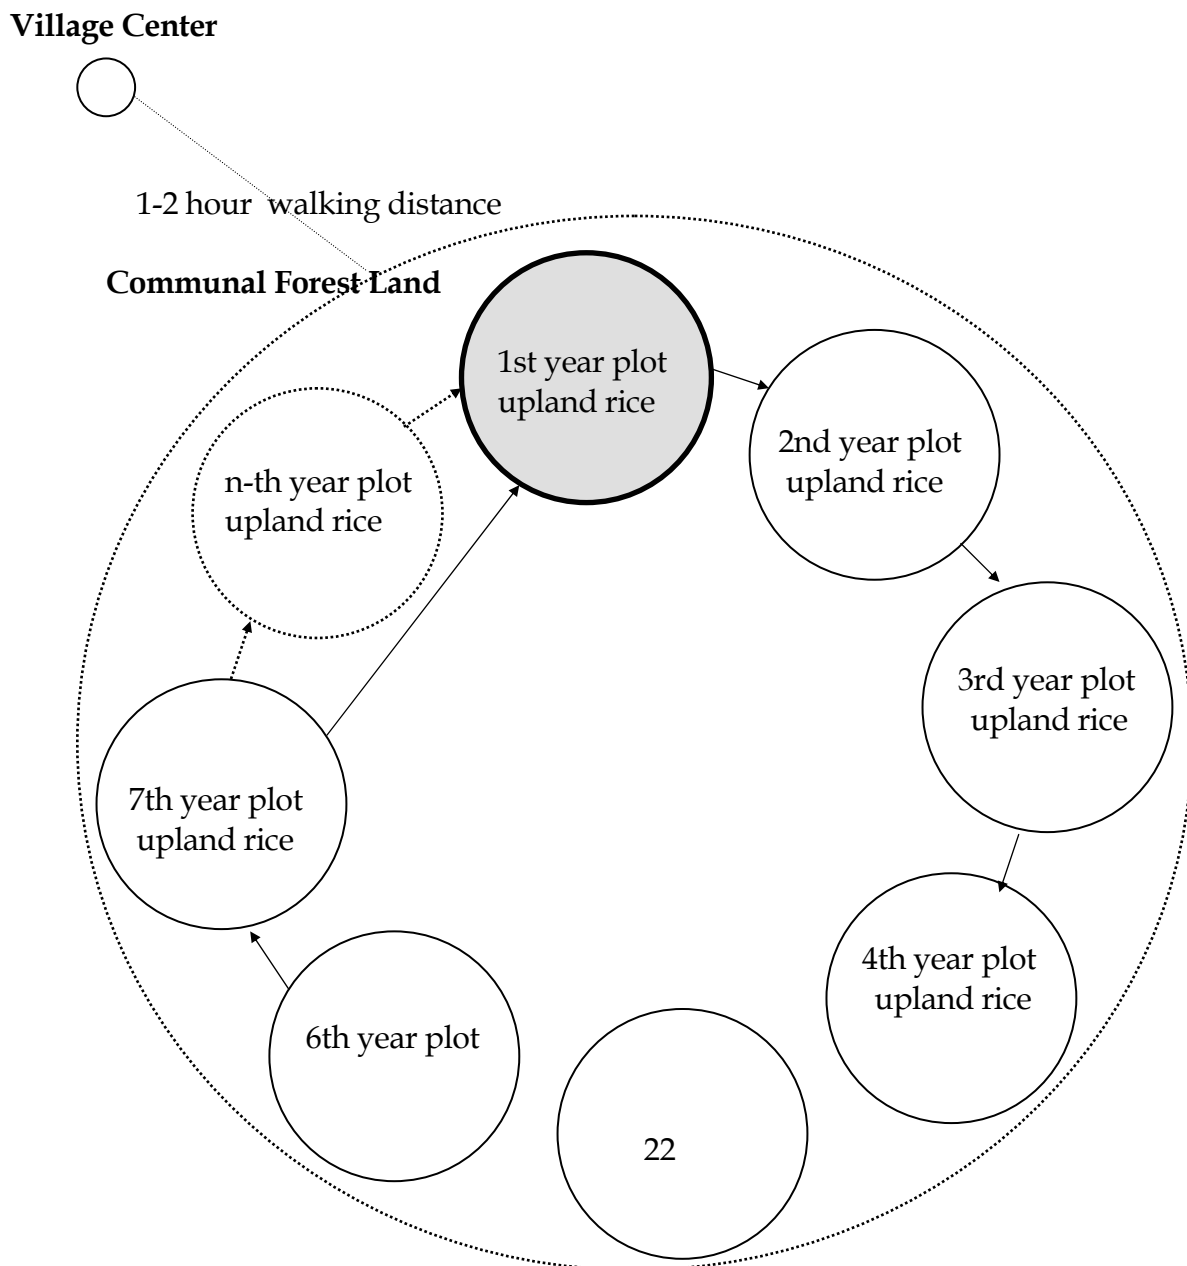 Village Center
1-2 hour walking distance
Communal Forest Land
1st year plot
upland rice
2nd year plot
upland rice
n-th year plot
upland rice
3rd year plot
upland rice
7th year plot
upland rice
4th year plot
upland rice
6th year plot
22